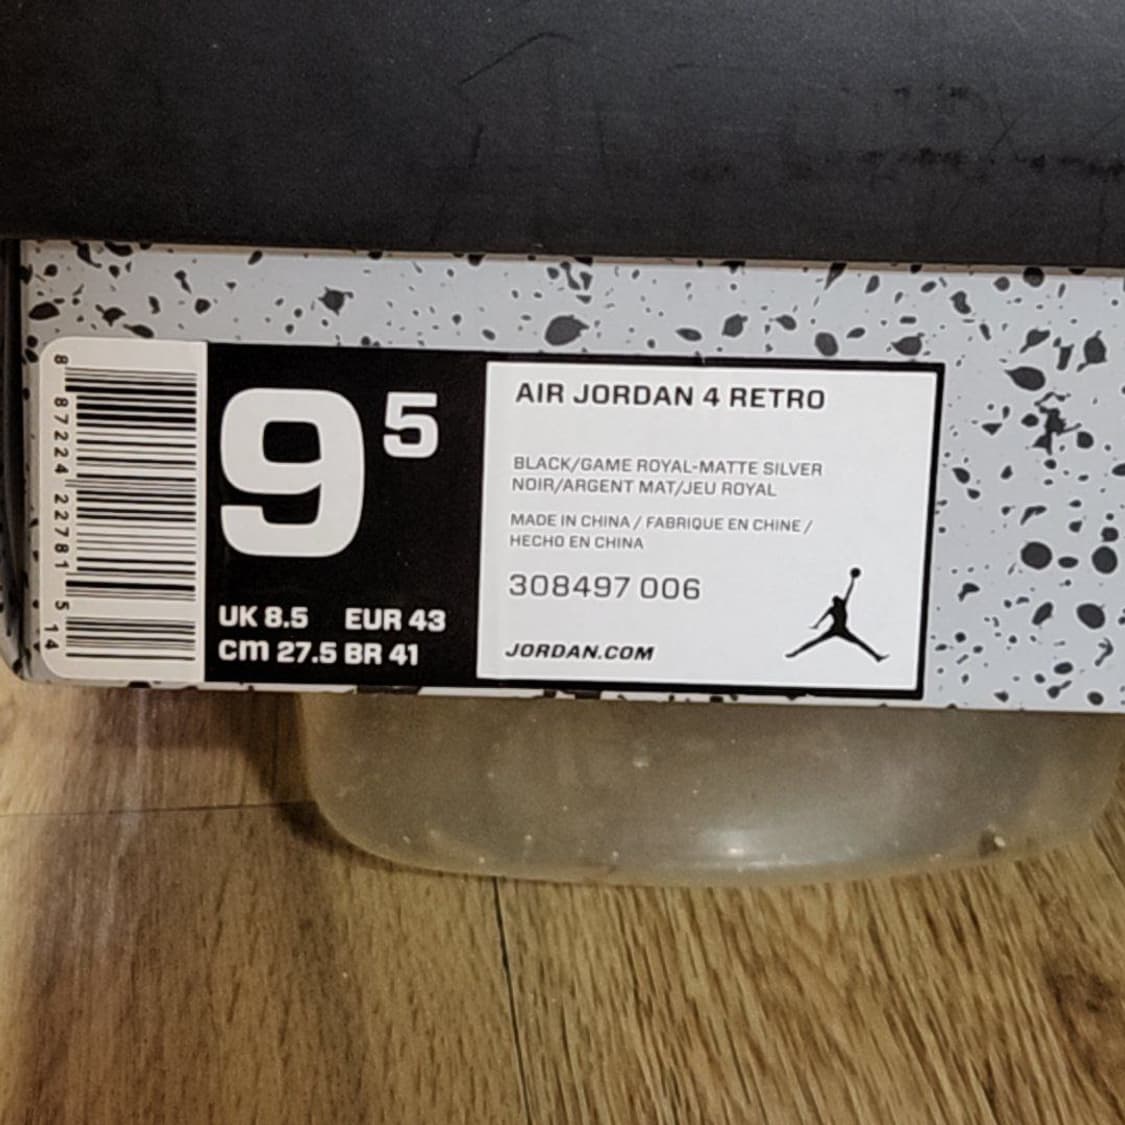 8 87224 22781 5 14
9 5
UK 8.5 EUR 43
cm 27.5 BR 41
AIR JORDAN 4 RETRO
BLACK/GAME ROYAL-MATTE SILVER
NOIR/ARGENT MAT/JEU ROYAL
MADE IN CHINA / FABRIQUE EN CHINE /
HECHO EN CHINA
308497 006
JORDAN.COM